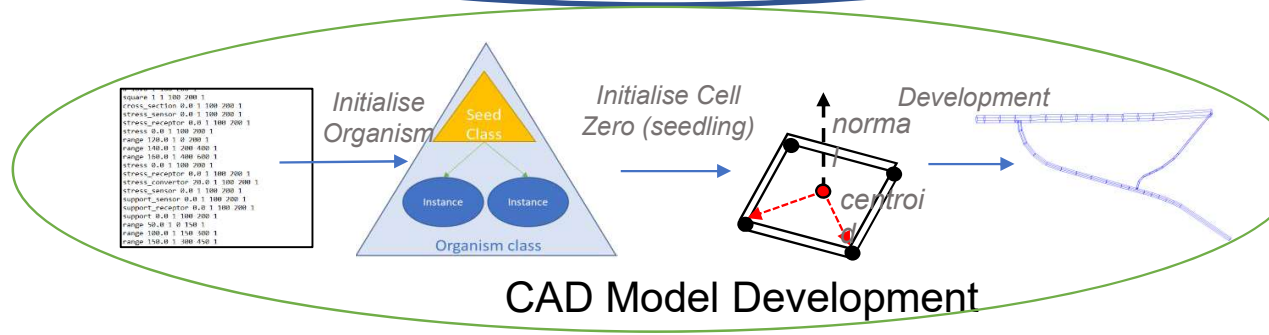 square 1 1 100 200 1
cross_section 0.0 1 100 200 1
stress_sensor 0.0 1 100 200 1
stress_receptor 0.0 1 100 200 1
stress 0.0 1 100 200 1
range 120.0 1 0 200 1
range 140.0 1 200 400 1
range 160.0 1 400 600 1
stress 0.0 1 100 200 1
stress_receptor 0.0 1 100 200 1
stress_convertor 20.0 1 100 200 1
stress_sensor 0.0 1 100 200 1
support_sensor 0.0 1 100 200 1
support_receptor 0.0 1 100 200 1
support 0.0 1 100 200 1
range 50.0 1 0 150 1
range 100.0 1 150 300 1
range 150.0 1 300 450 1
Initialise
Organism
Seed
Class
Instance
Instance
Organism class
Initialise Cell
Zero (seedling)
norma
l
centroi
d
Development
CAD Model Development